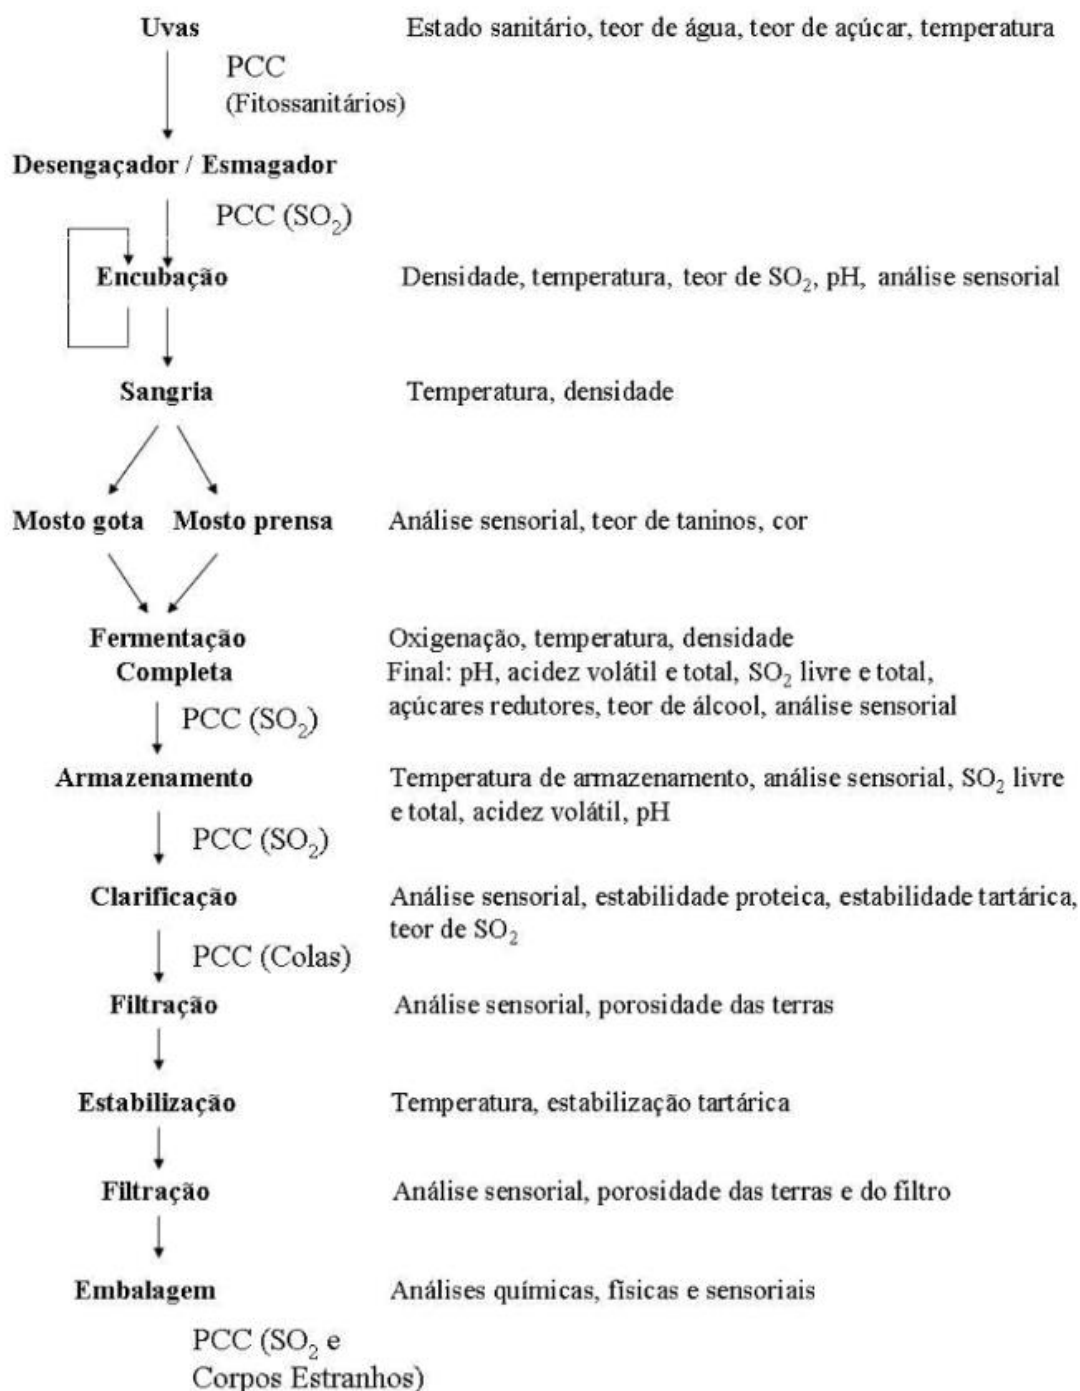 Uvas Estado sanitário, teor de água, teor de açúcar, temperatura
PCC
(Fitossanitários)
Desengaçador / Esmagador
PCC (SO₂)
Encubação Densidade, temperatura, teor de SO₂, pH, análise sensorial
Sangria Temperatura, densidade
Mosto gota Mosto prensa Análise sensorial, teor de taninos, cor
Fermentação Oxigenação, temperatura, densidade
Completa Final: pH, acidez volátil e total, SO₂ livre e total,
PCC (SO₂) açúcares redutores, teor de álcool, análise sensorial
Armazenamento Temperatura de armazenamento, análise sensorial, SO₂ livre
e total, acidez volátil, pH
PCC (SO₂)
Clarificação Análise sensorial, estabilidade proteica, estabilidade tartárica,
teor de SO₂
PCC (Colas)
Filtração Análise sensorial, porosidade das terras
Estabilização Temperatura, estabilização tartárica
Filtração Análise sensorial, porosidade das terras e do filtro
Embalagem Análises químicas, físicas e sensoriais
PCC (SO₂ e
Corpos Estranhos)